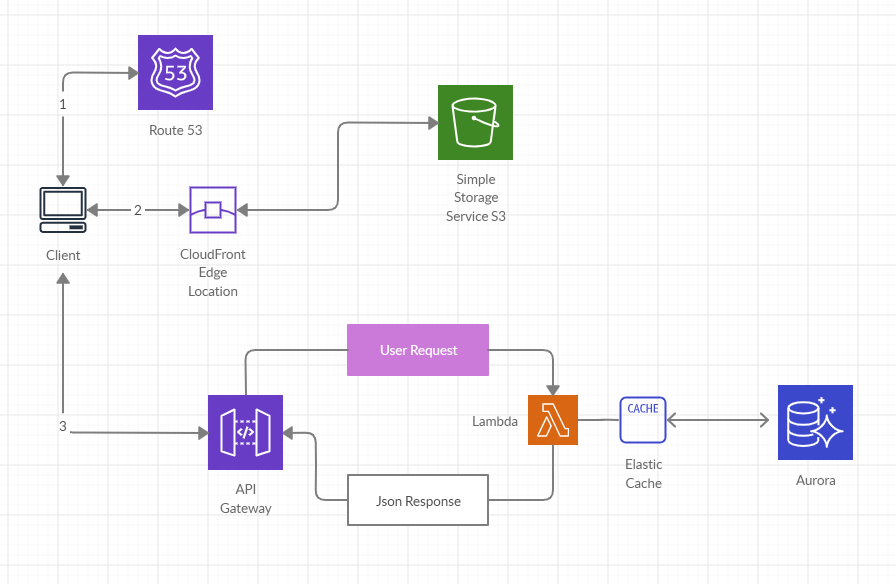 53
Route 53
1
Simple
Storage
Service S3
2
Client
CloudFront
Edge
Location
User Request
3
</>
API
Gateway
Lambda
CACHE
Elastic
Cache
Aurora
Json Response